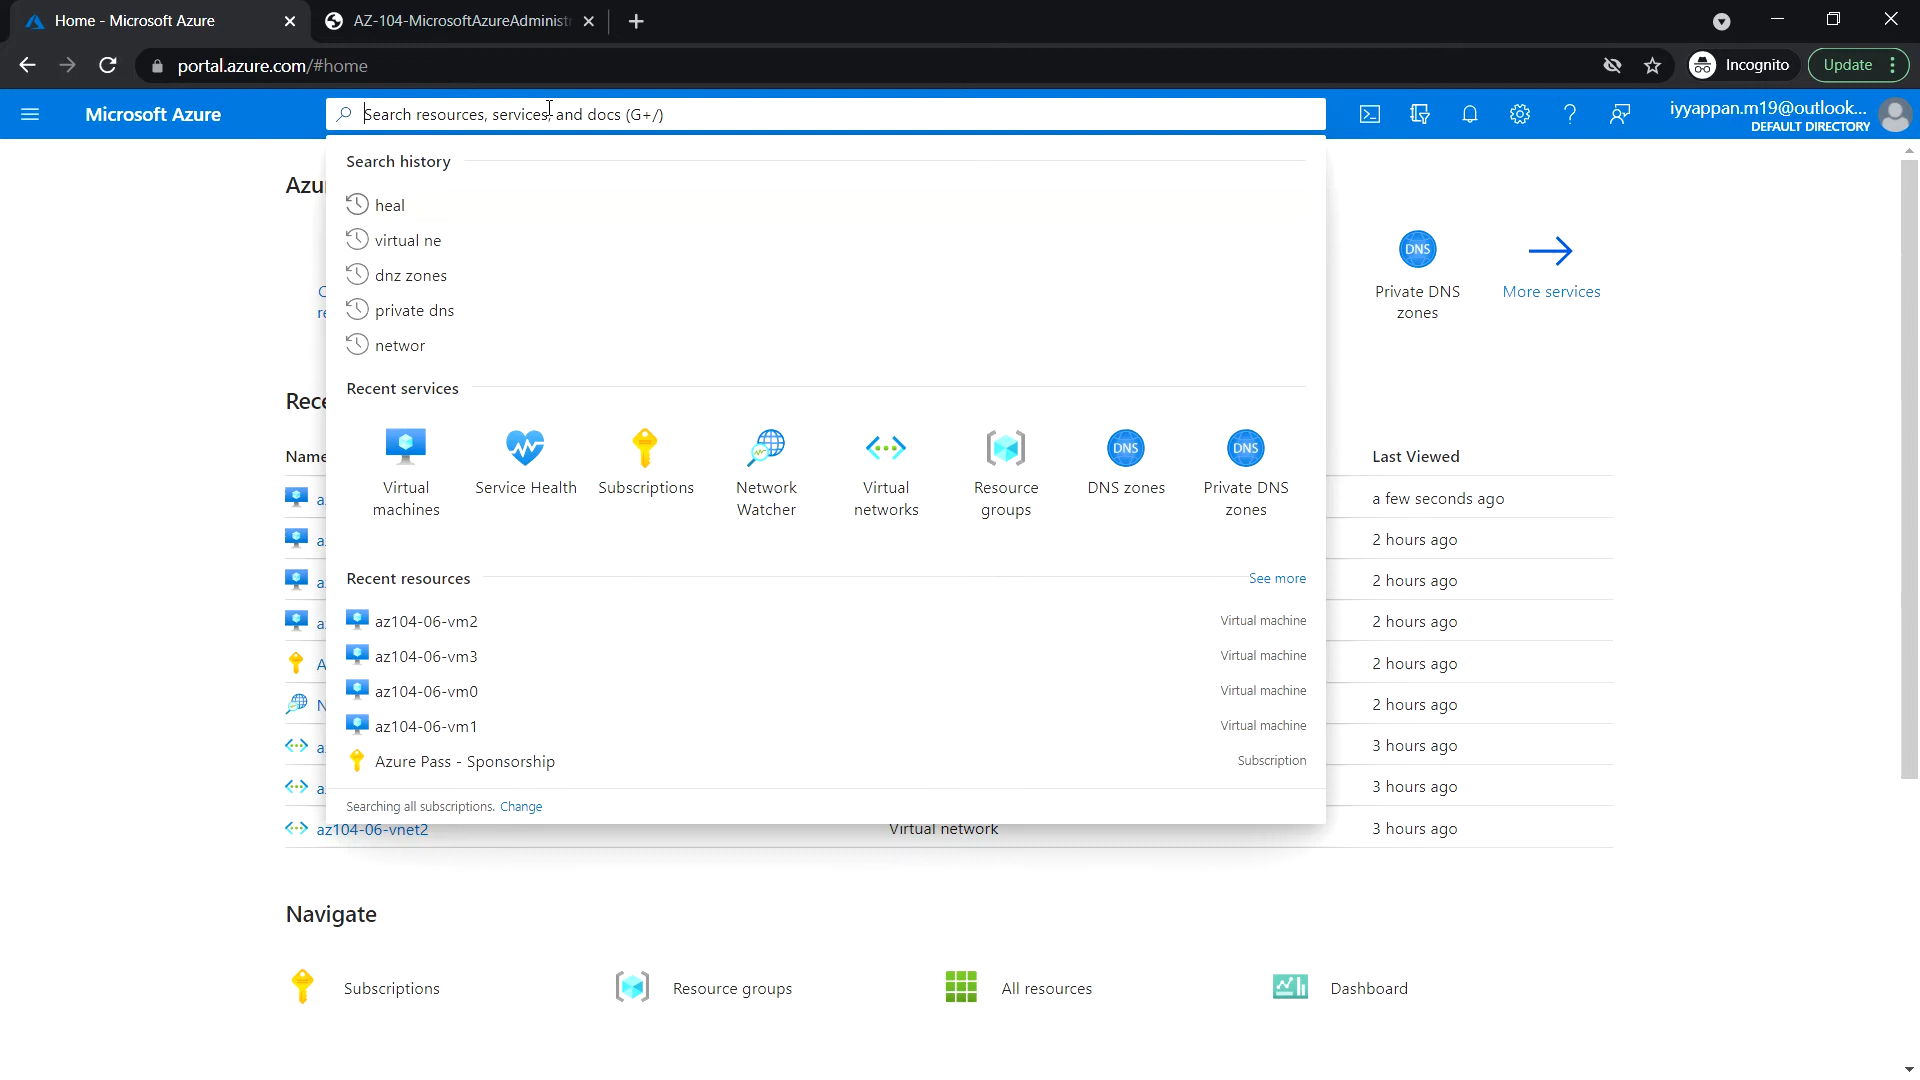 Home - Microsoft Azure
AZ-104-MicrosoftAzureAdminist
portal.azure.com/#home
Incognito
Update
Microsoft Azure
Search resources, services, and docs (G+/)
iyyappan.m19@outlook...
DEFAULT DIRECTORY
Search history
heal
virtual ne
dnz zones
private dns
networ
Azu
Private DNS
zones
More services
Recent services
Virtual
machines
Service Health
Subscriptions
Network
Watcher
Virtual
networks
Resource
groups
DNS
DNS zones
DNS
Private DNS
zones
DNS
Rece
Name
Last Viewed
a few seconds ago
2 hours ago
2 hours ago
2 hours ago
2 hours ago
2 hours ago
3 hours ago
3 hours ago
3 hours ago
Recent resources
See more
az104-06-vm2
Virtual machine
az104-06-vm3
Virtual machine
az104-06-vm0
Virtual machine
az104-06-vm1
Virtual machine
Azure Pass - Sponsorship
Subscription
Searching all subscriptions. Change
az104-06-vnet2
Virtual network
Navigate
Subscriptions
Resource groups
All resources
Dashboard